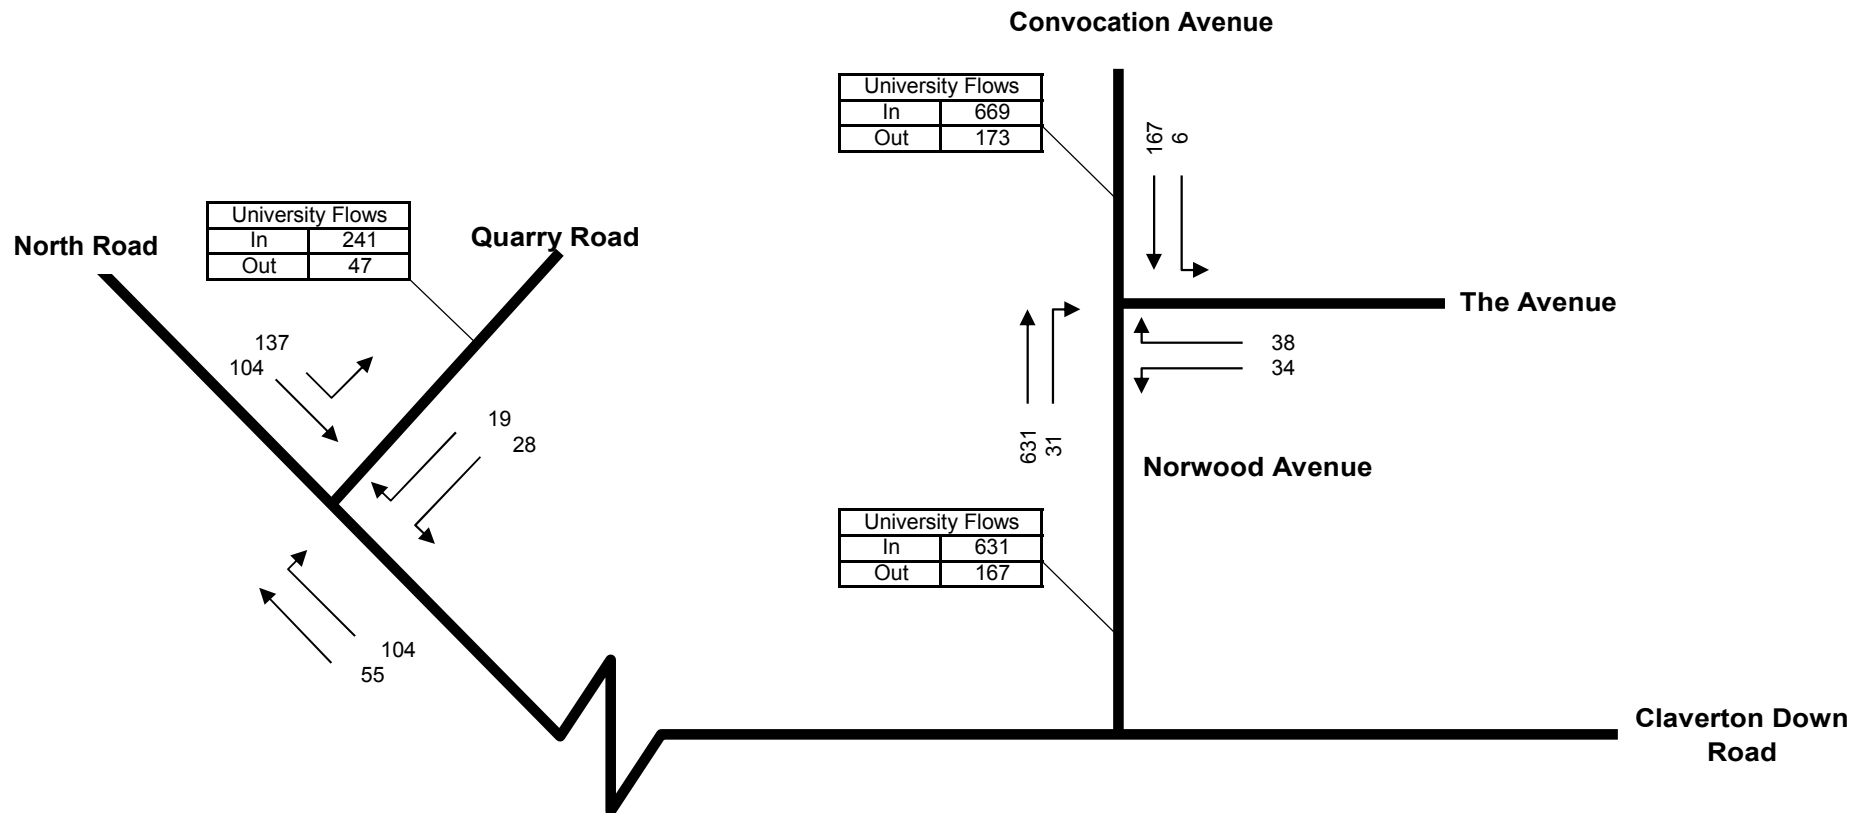 Convocation Avenue
University Flows
In 669
Out 173
167
6
University Flows
In 241
Out 47
North Road
Quarry Road
The Avenue
137
104
38
34
19
28
631
31
Norwood Avenue
University Flows
In 631
Out 167
104
55
Claverton Down
Road